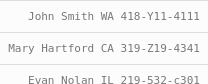 John Smith WA 418-Y11-4111
Mary Hartford CA 319-Z19-4341
Evan Nolan IL 219-532-c301